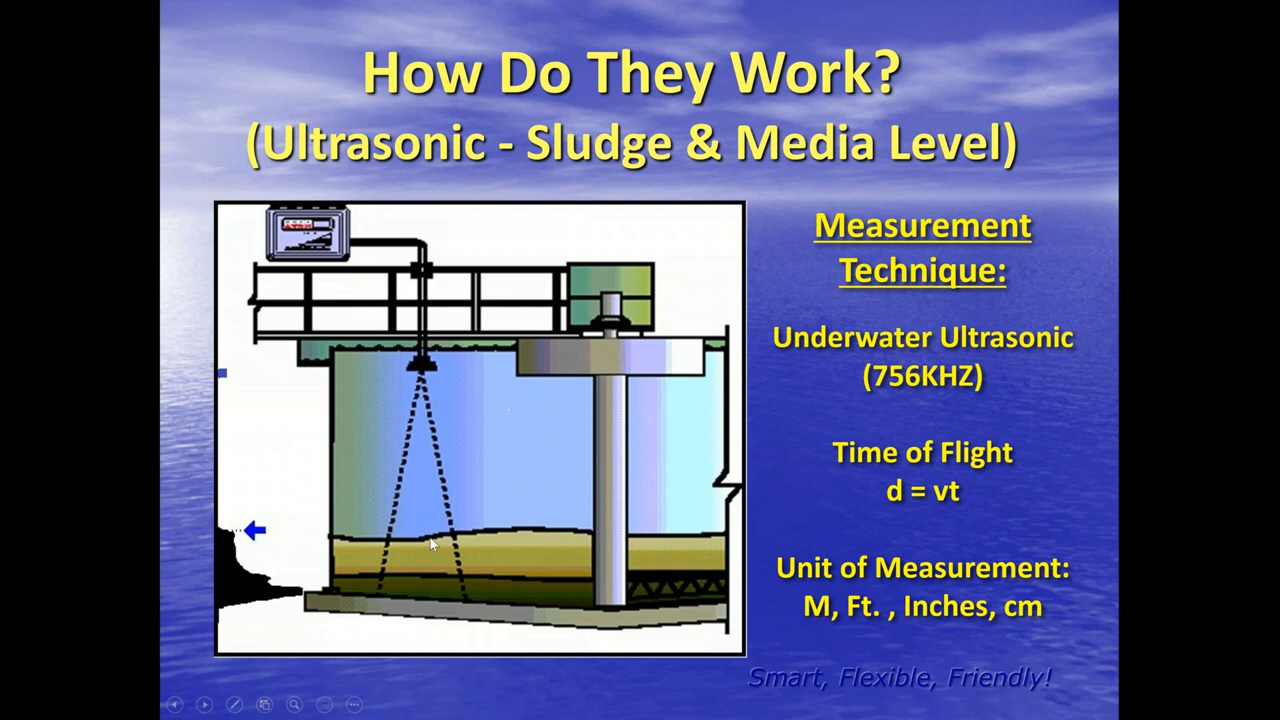 How Do They Work?
(Ultrasonic - Sludge & Media Level)
Measurement
Technique:
Underwater Ultrasonic
(756KHZ)
Time of Flight
d = vt
Unit of Measurement:
M, Ft. , Inches, cm
Smart, Flexible, Friendly!